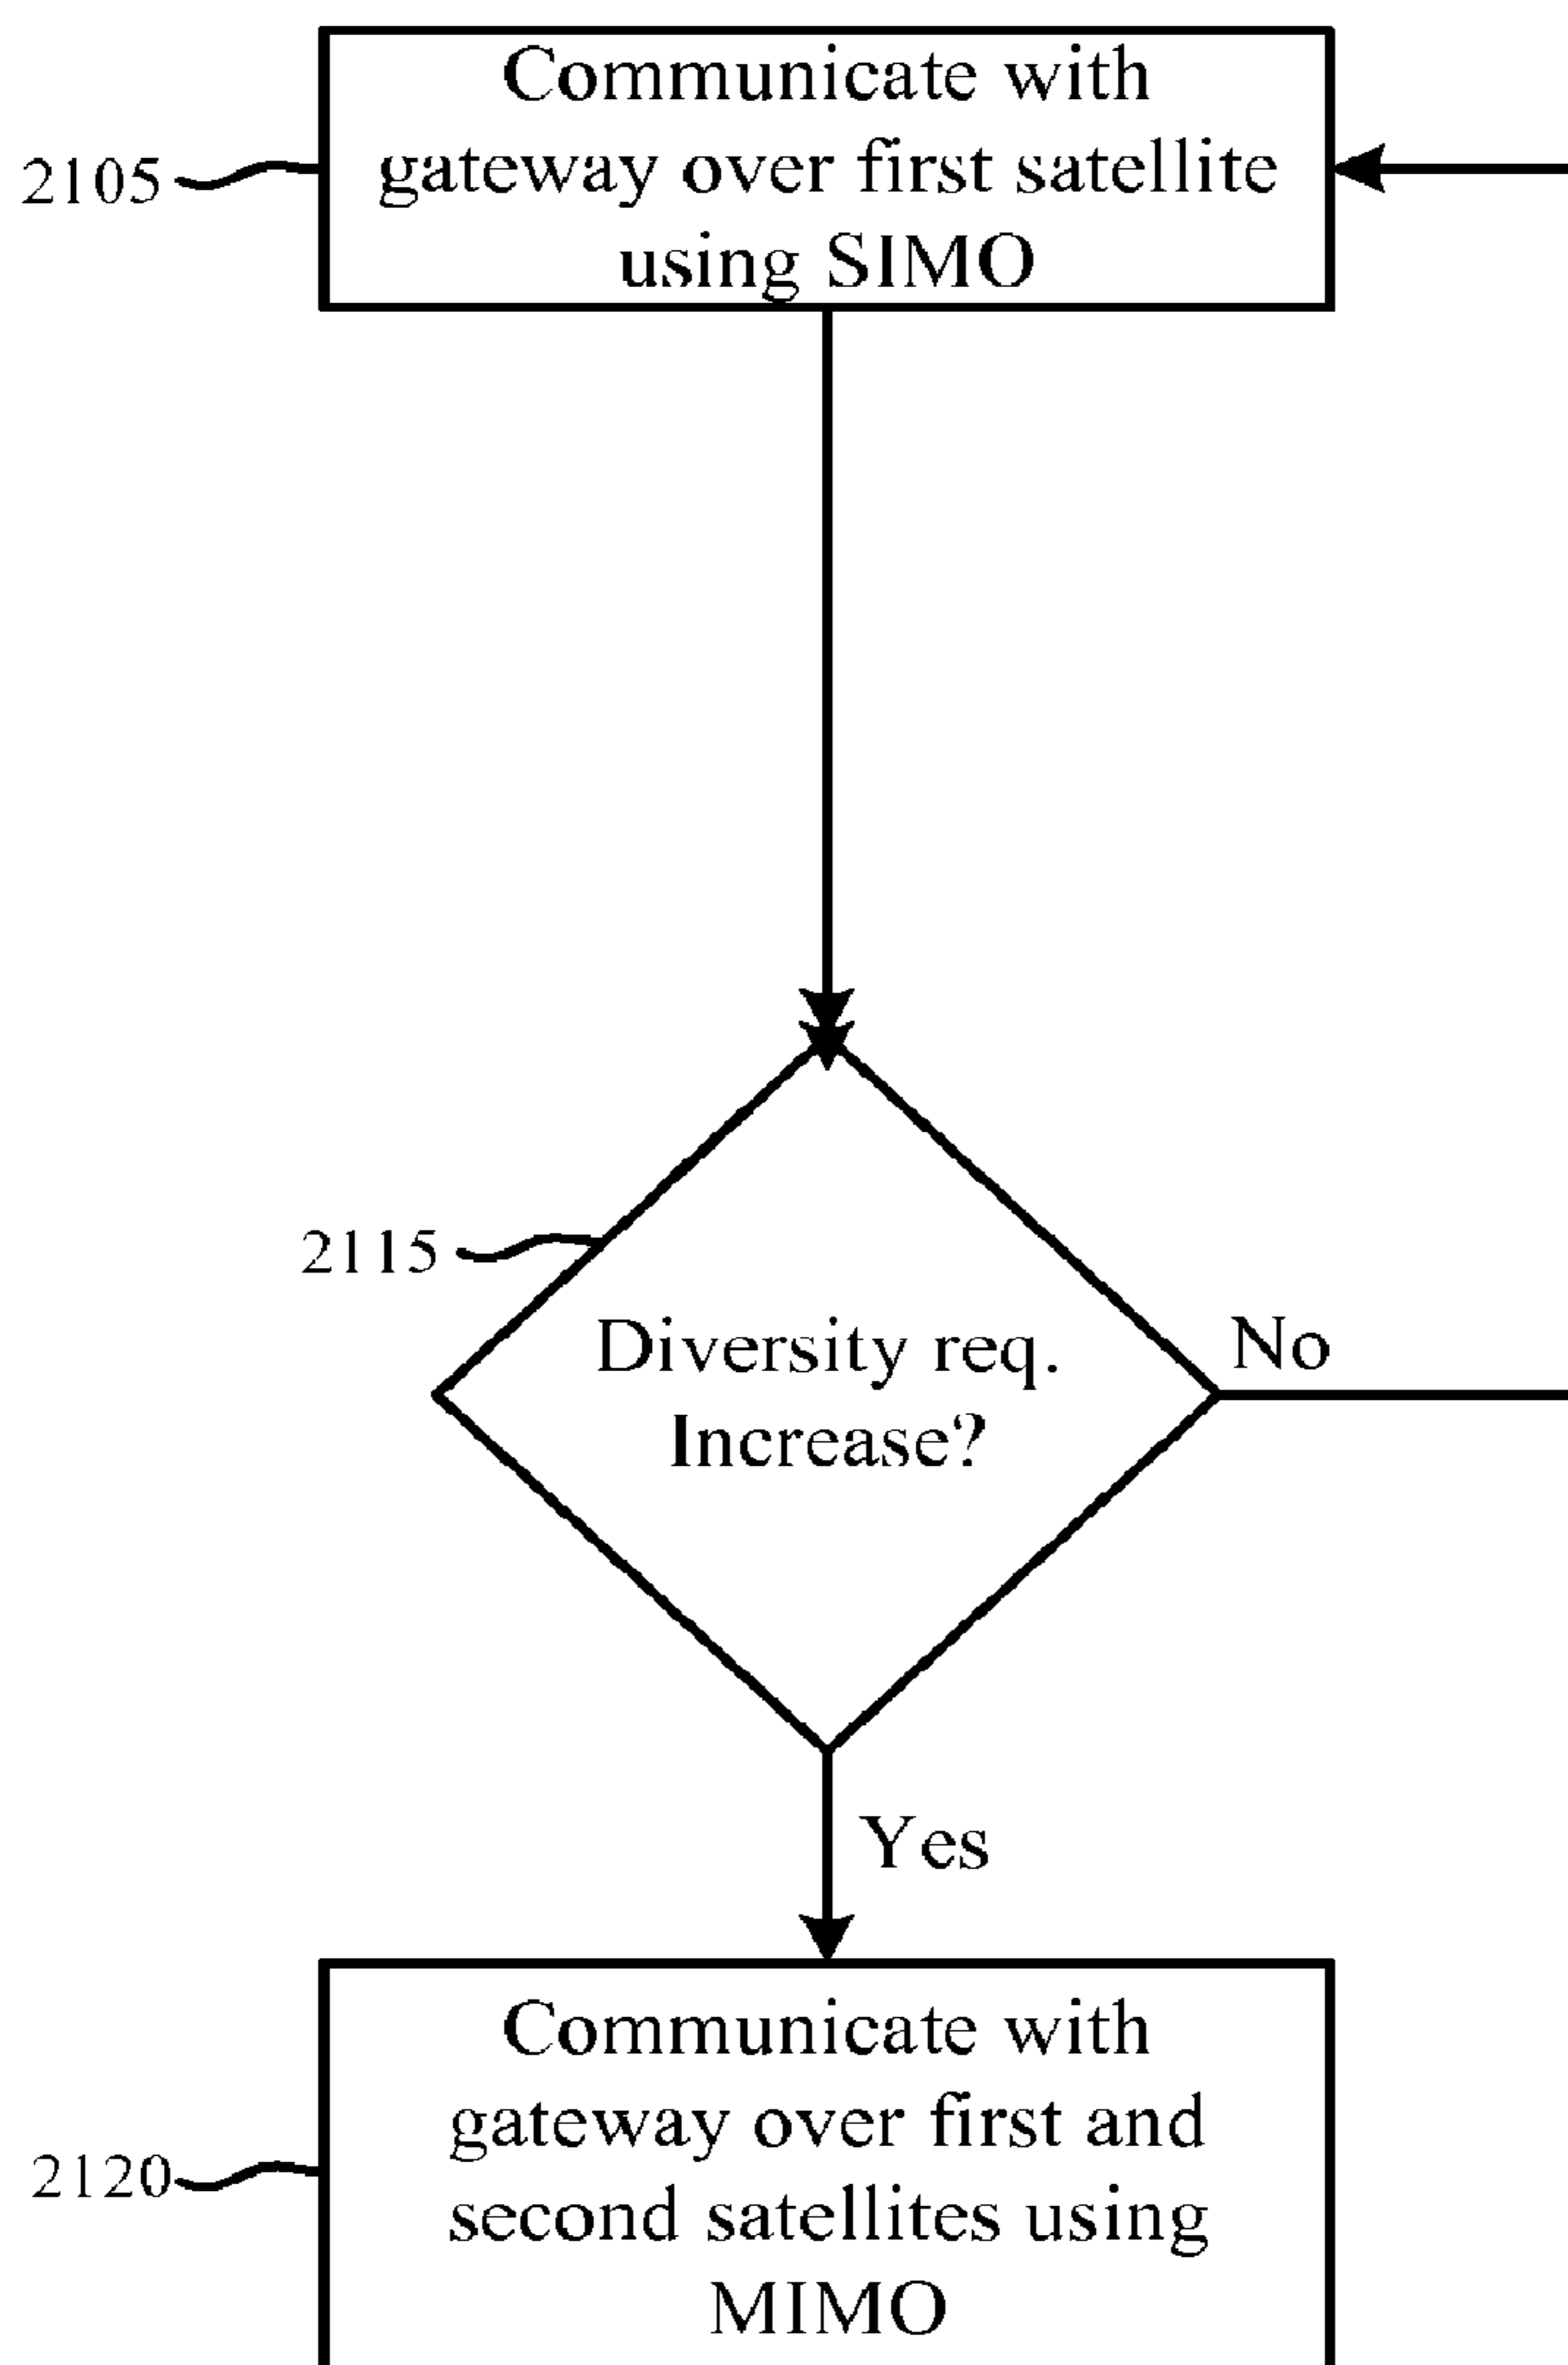 Communicate with
gateway over first satellite
using SIMO
2105
2115
Diversity req.
Increase?
No
Yes
Communicate with
gateway over first and
second satellites using
MIMO
2120